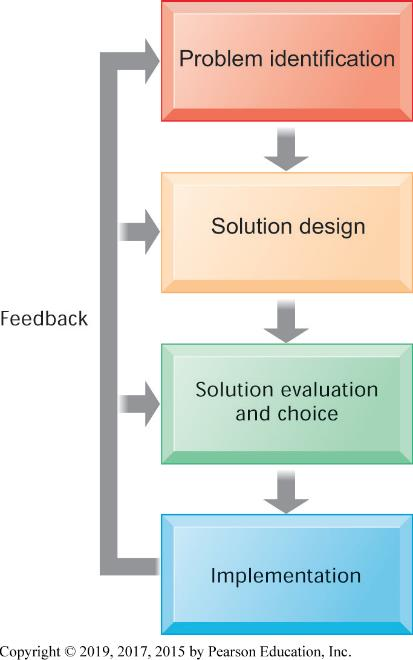 Problem identification
Solution design
Feedback
Solution evaluation
and choice
Implementation
Copyright © 2019, 2017, 2015 by Pearson Education, Inc.